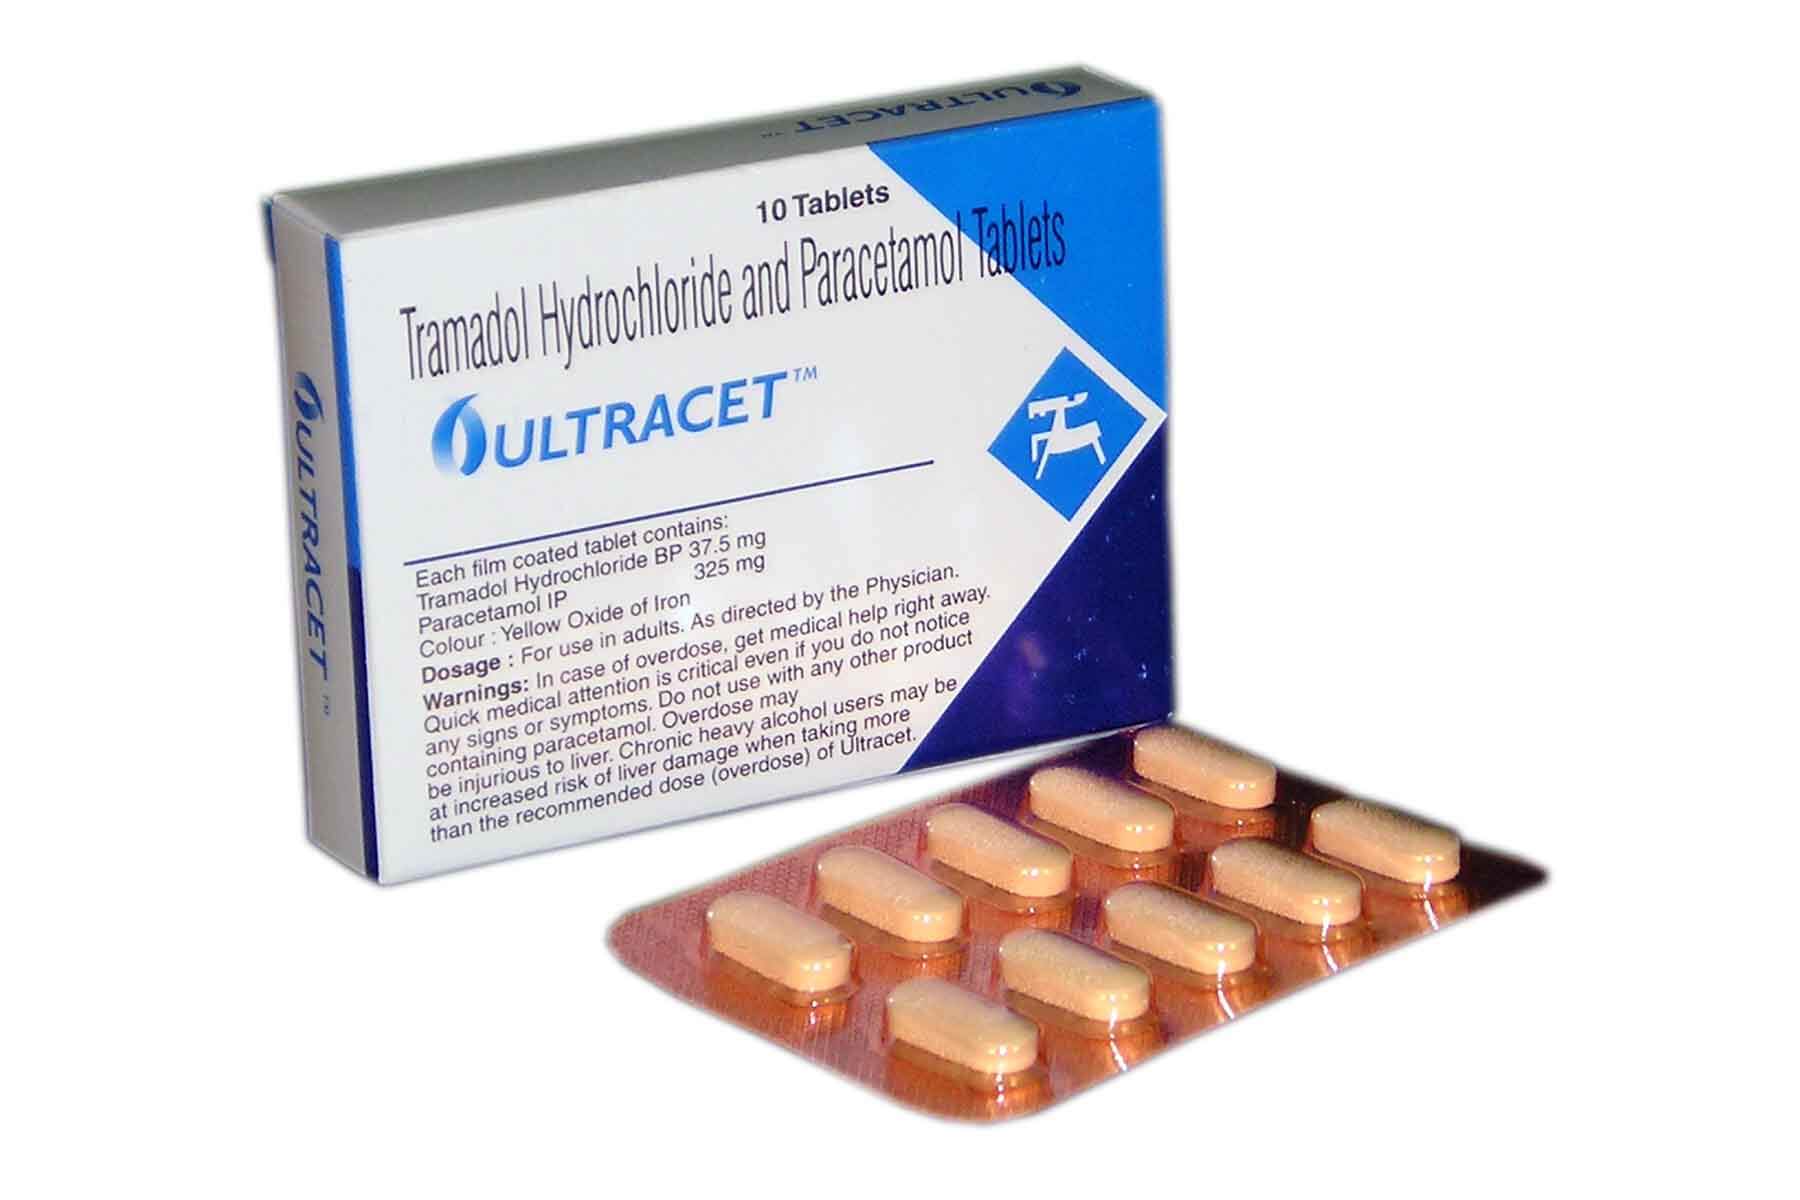 ULTRACET™
10 Tablets
Tramadol Hydrochloride and Paracetamol Tablets
ULTRACET™
Each film coated tablet contains:
Tramadol Hydrochloride BP 37.5 mg
Paracetamol IP 325 mg
Colour : Yellow Oxide of Iron
Dosage : For use in adults. As directed by the Physician.
Warnings: In case of overdose, get medical help right away.
Quick medical attention is critical even if you do not notice
any signs or symptoms. Do not use with any other product
containing paracetamol. Overdose may
be injurious to liver. Chronic heavy alcohol users may be
at increased risk of liver damage when taking more
than the recommended dose (overdose) of Ultracet.
ULTRACET™